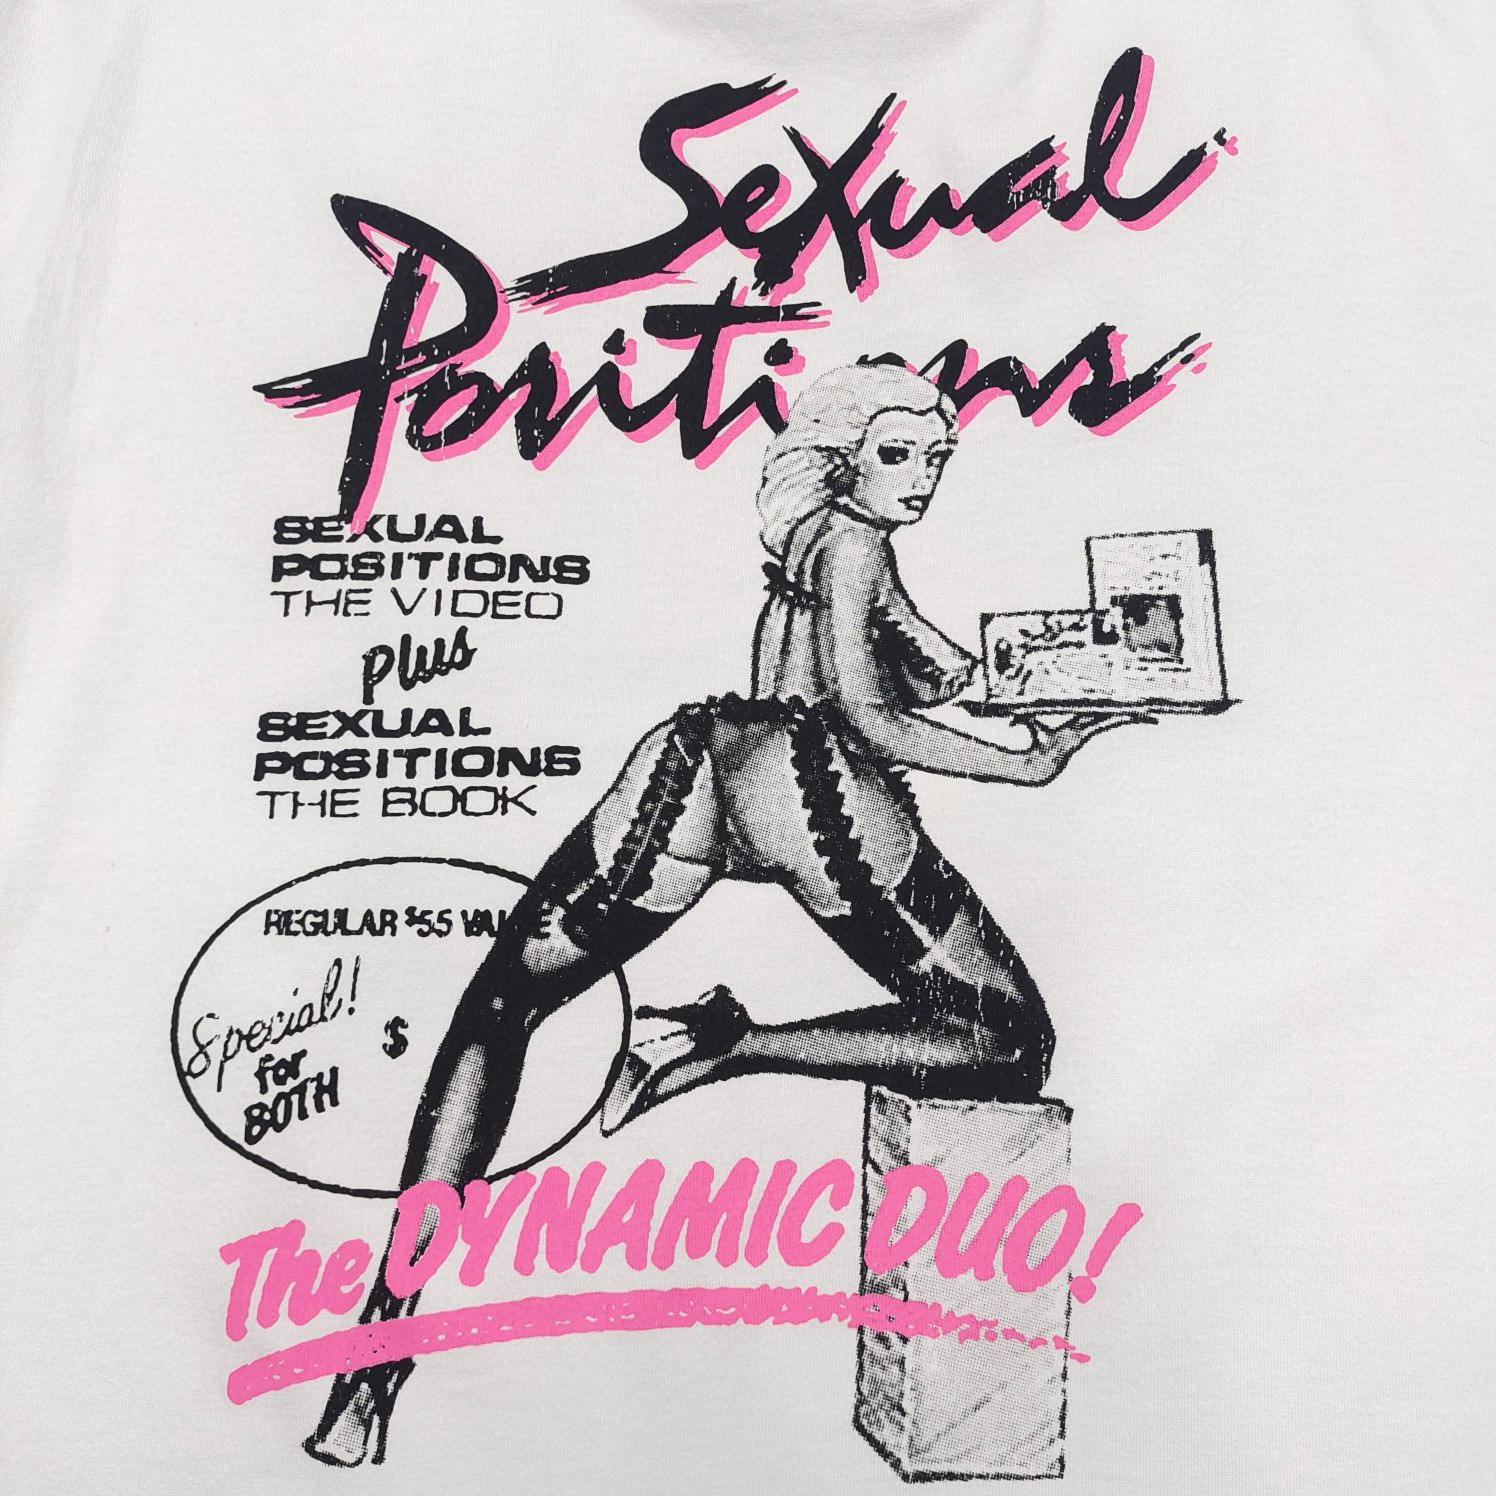 Sexual
Positions
SEXUAL
POSITIONS
THE VIDEO
plus
SEXUAL
POSITIONS
THE BOOK
REGULAR $55 VALUE
Special!
for
BOTH
$
The DYNAMIC DUO!